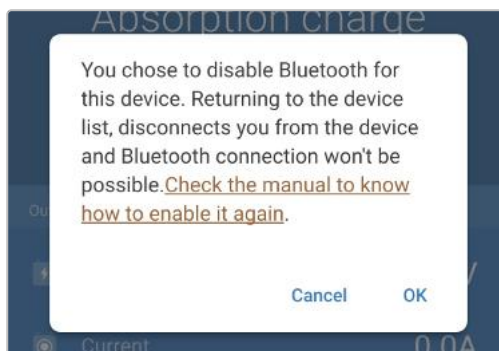 Absorption charge
You chose to disable Bluetooth for
this device. Returning to the device
list, disconnects you from the device
and Bluetooth connection won't be
possible.Check the manual to know
how to enable it again.
Ou
V
Cancel OK
Current 0.0A